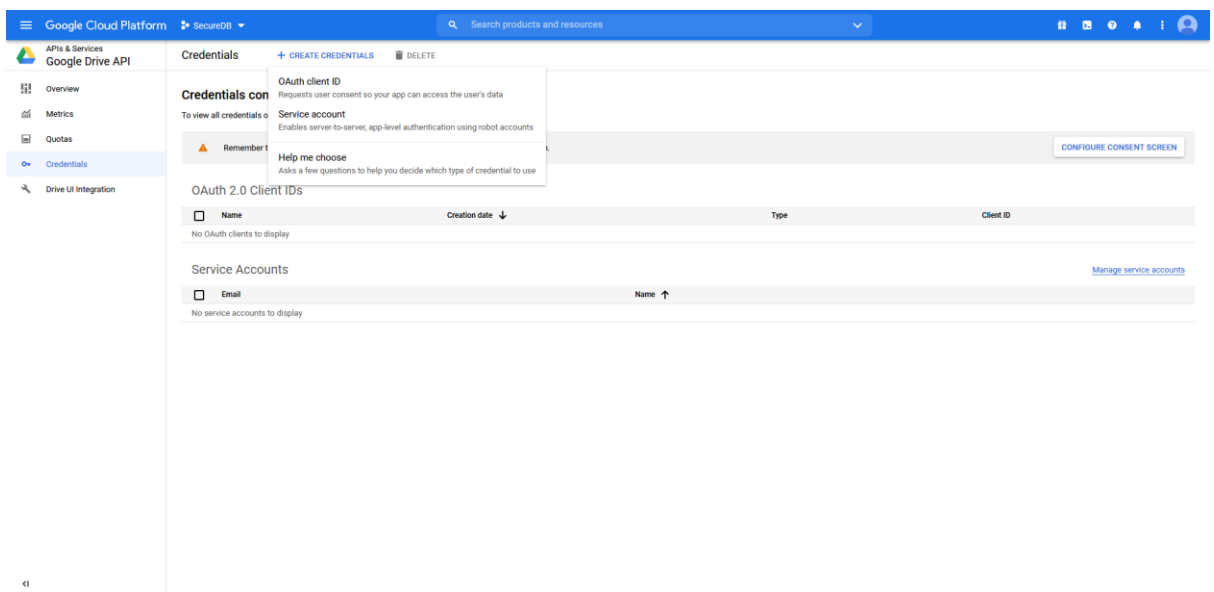 Google Cloud Platform
SecureDB
Search products and resources
APIs & Services
Google Drive API
Overview
Metrics
Quotas
Credentials
Drive UI Integration
Credentials
+ CREATE CREDENTIALS
DELETE
OAuth client ID
Requests user consent so your app can access the user's data
Service account
Enables server-to-server, app-level authentication using robot accounts
Help me choose
Asks a few questions to help you decide which type of credential to use
Credentials
To view all credentials
Remember
CONFIGURE CONSENT SCREEN
OAuth 2.0 Client IDs
Name Creation date Type Client ID
No OAuth clients to display
Service Accounts Manage service accounts
Email Name
No service accounts to display